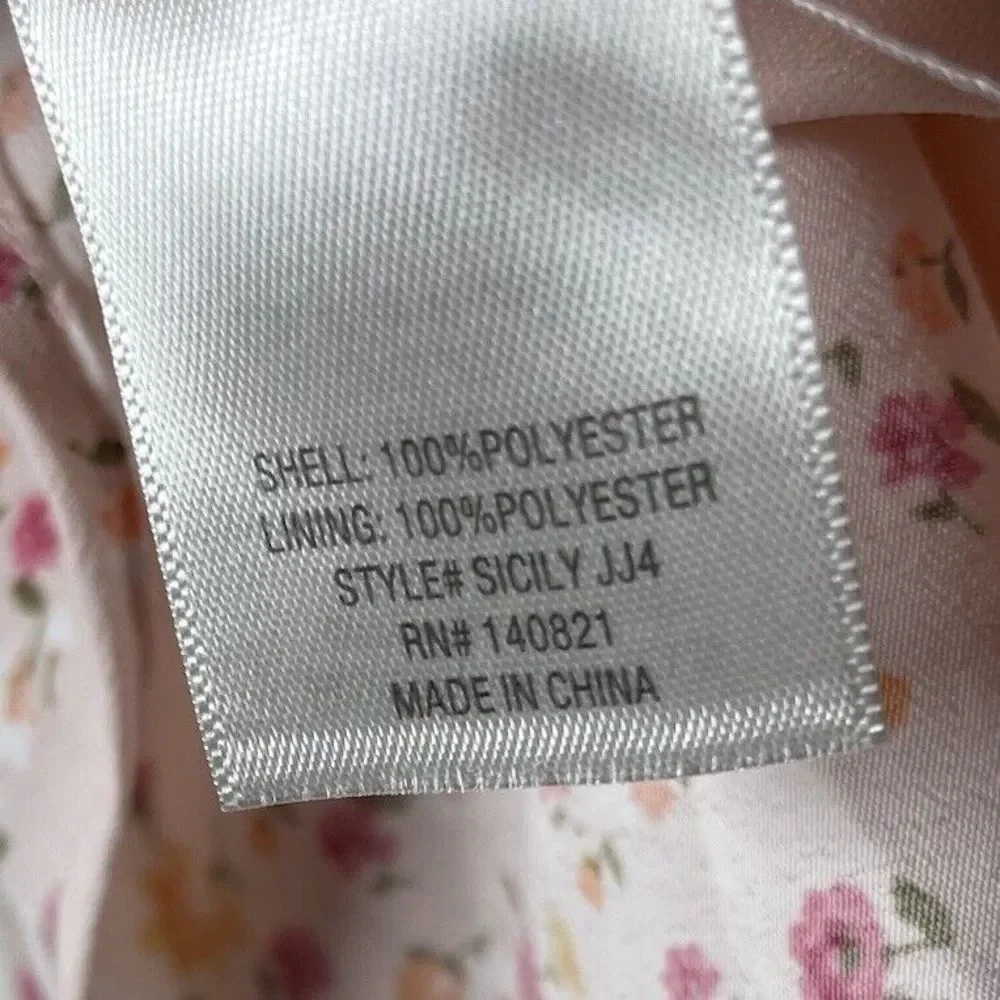 SHELL: 100%POLYESTER
LINING: 100%POLYESTER
STYLE# SICILY JJ4
RN# 140821
MADE IN CHINA